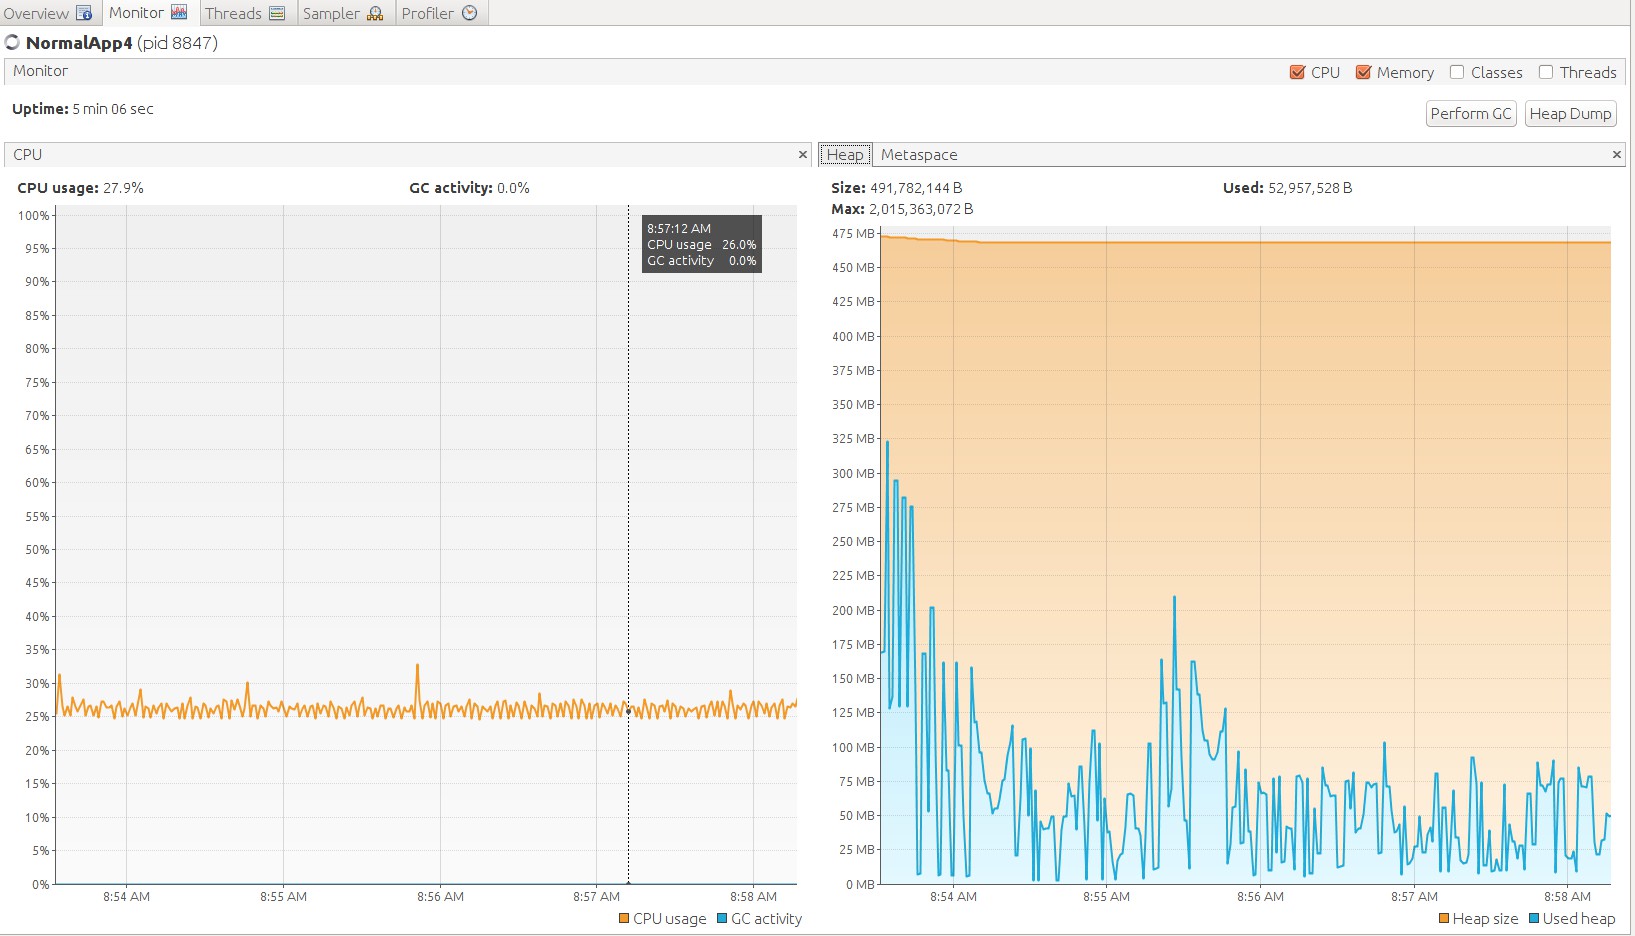 Overview Monitor Threads Sampler Profiler
NormalApp4 (pid 8847)
Monitor
CPU Memory Classes Threads
Uptime: 5 min 06 sec
Perform GC Heap Dump
CPU ×
CPU usage: 27.9% GC activity: 0.0%
8:57:12 AM
CPU usage 26.0%
GC activity 0.0%
100%
95%
90%
85%
80%
75%
70%
65%
60%
55%
50%
45%
40%
35%
30%
25%
20%
15%
10%
5%
0%
8:54 AM 8:55 AM 8:56 AM 8:57 AM 8:58 AM
CPU usage GC activity
Heap Metaspace ×
Size: 491,782,144 B Used: 52,957,528 B
Max: 2,015,363,072 B
475 MB
450 MB
425 MB
400 MB
375 MB
350 MB
325 MB
300 MB
275 MB
250 MB
225 MB
200 MB
175 MB
150 MB
125 MB
100 MB
75 MB
50 MB
25 MB
0 MB
8:54 AM 8:55 AM 8:56 AM 8:57 AM 8:58 AM
Heap size Used heap